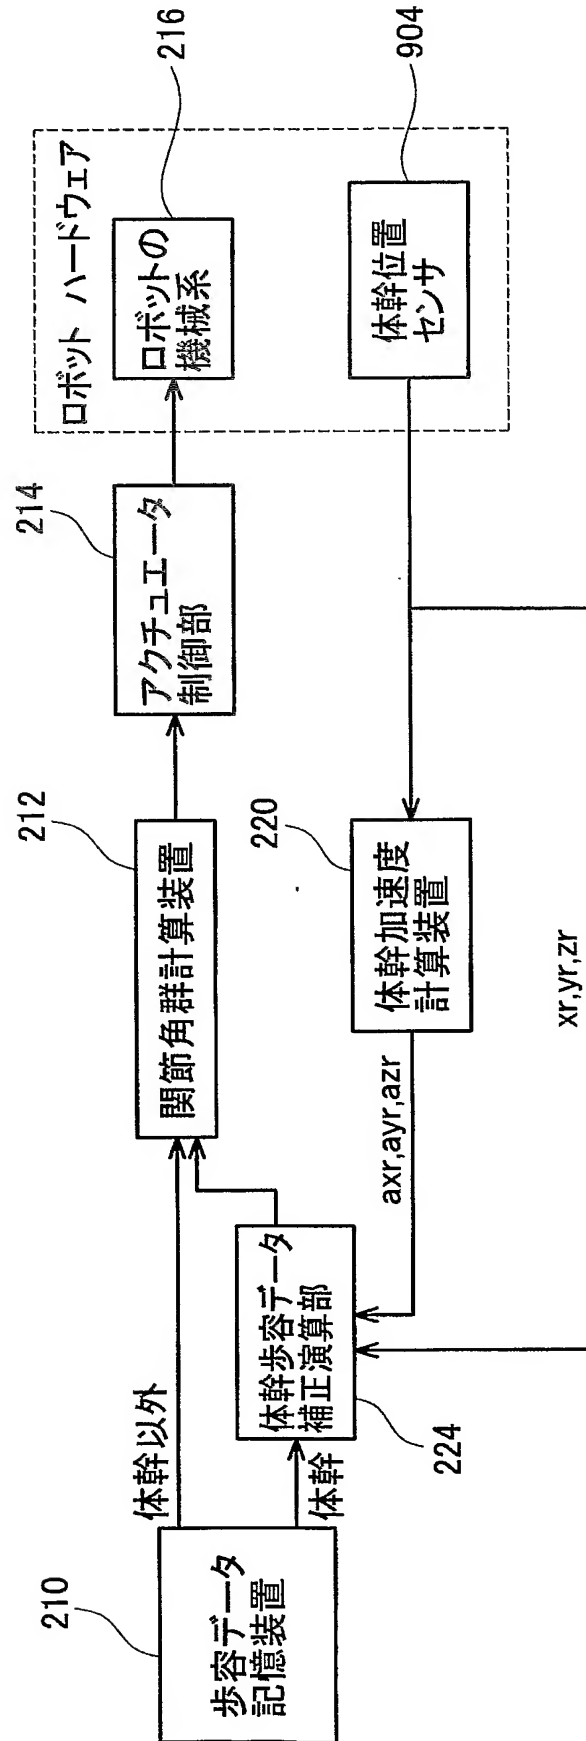 210
歩容データ
記憶装置
体幹以外
体幹
体幹歩容データ
補正演算部
224
212
関節角群計算装置
214
アクチュエータ
制御部
ロボット ハードウェア
ロボットの
機械系
216
体幹位置
センサ
904
220
体幹加速度
計算装置
axr,ayr,azr
xr,yr,zr